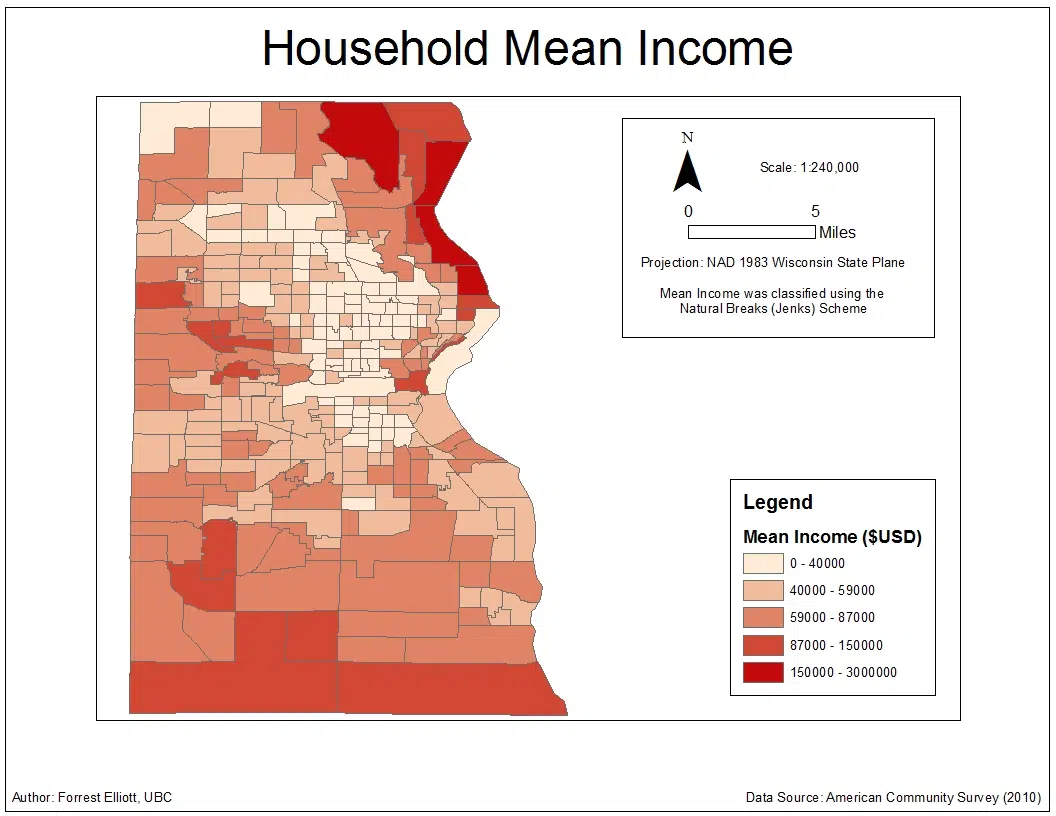 Household Mean Income
N
Scale: 1:240,000
0 5
Miles
Projection: NAD 1983 Wisconsin State Plane
Mean Income was classified using the
Natural Breaks (Jenks) Scheme
Legend
Mean Income ($USD)
0 - 40000
40000 - 59000
59000 - 87000
87000 - 150000
150000 - 3000000
Author: Forrest Elliott, UBC
Data Source: American Community Survey (2010)